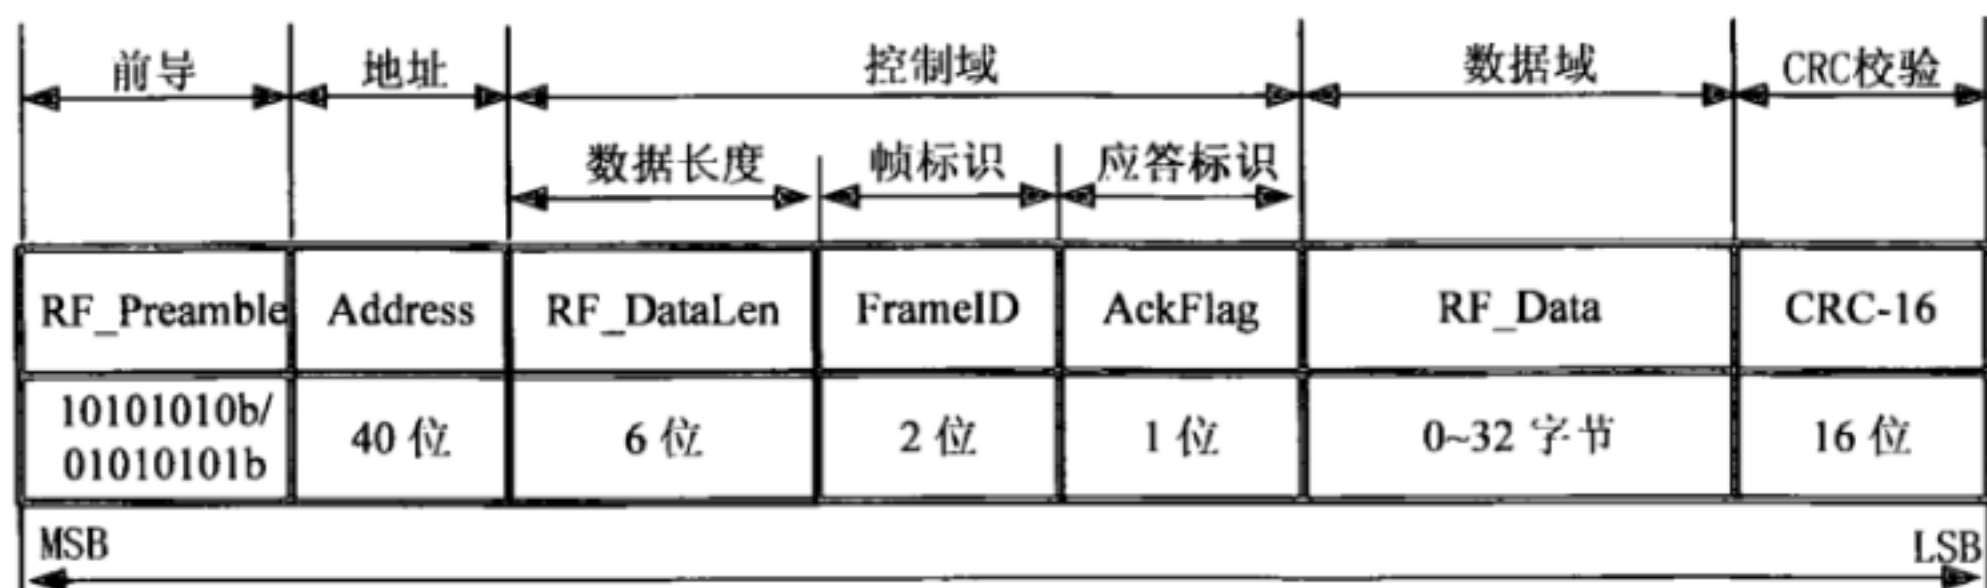 前导 地址 控制域 数据域 CRC校验
数据长度 帧标识 应答标识
RF_Preamble Address RF_DataLen FrameID AckFlag RF_Data CRC-16
10101010b/
01010101b 40 位 6 位 2 位 1 位 0~32 字节 16 位
MSB LSB